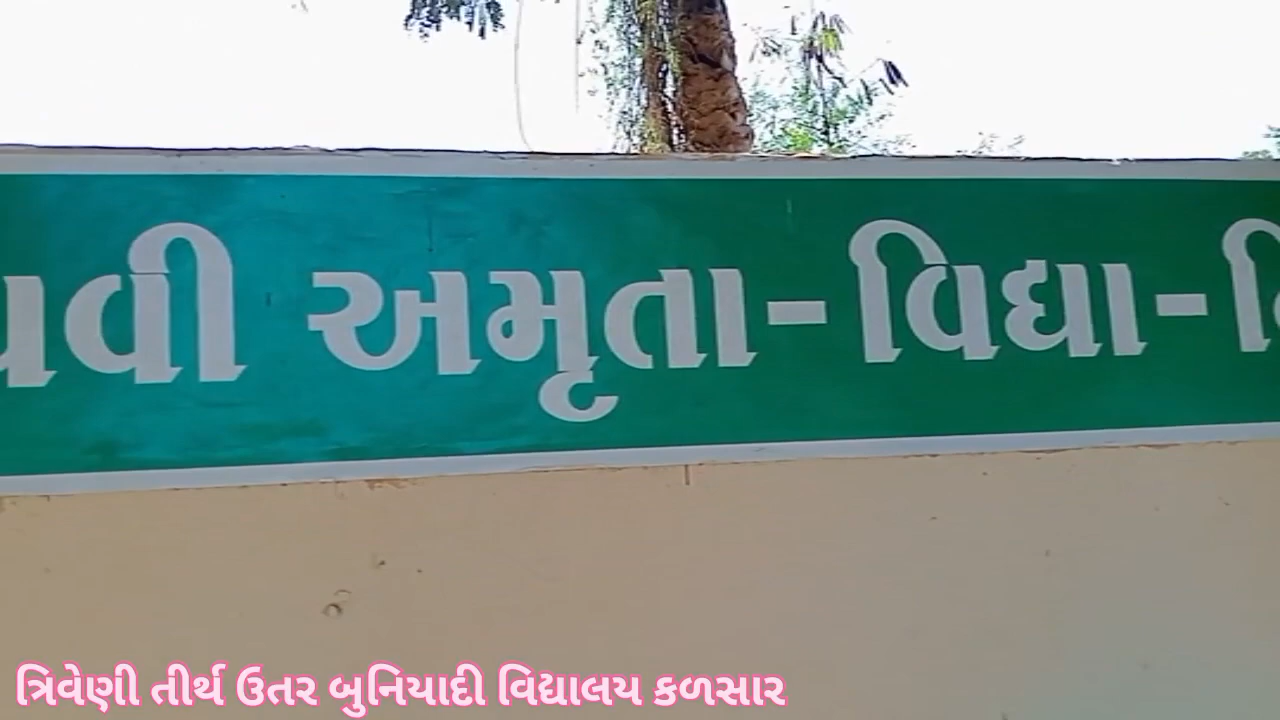 અમૃતા-વિદ્યા-
ત્રિવેણી તીર્થ ઉતર બુનિયાદી વિદ્યાલય કળસાર